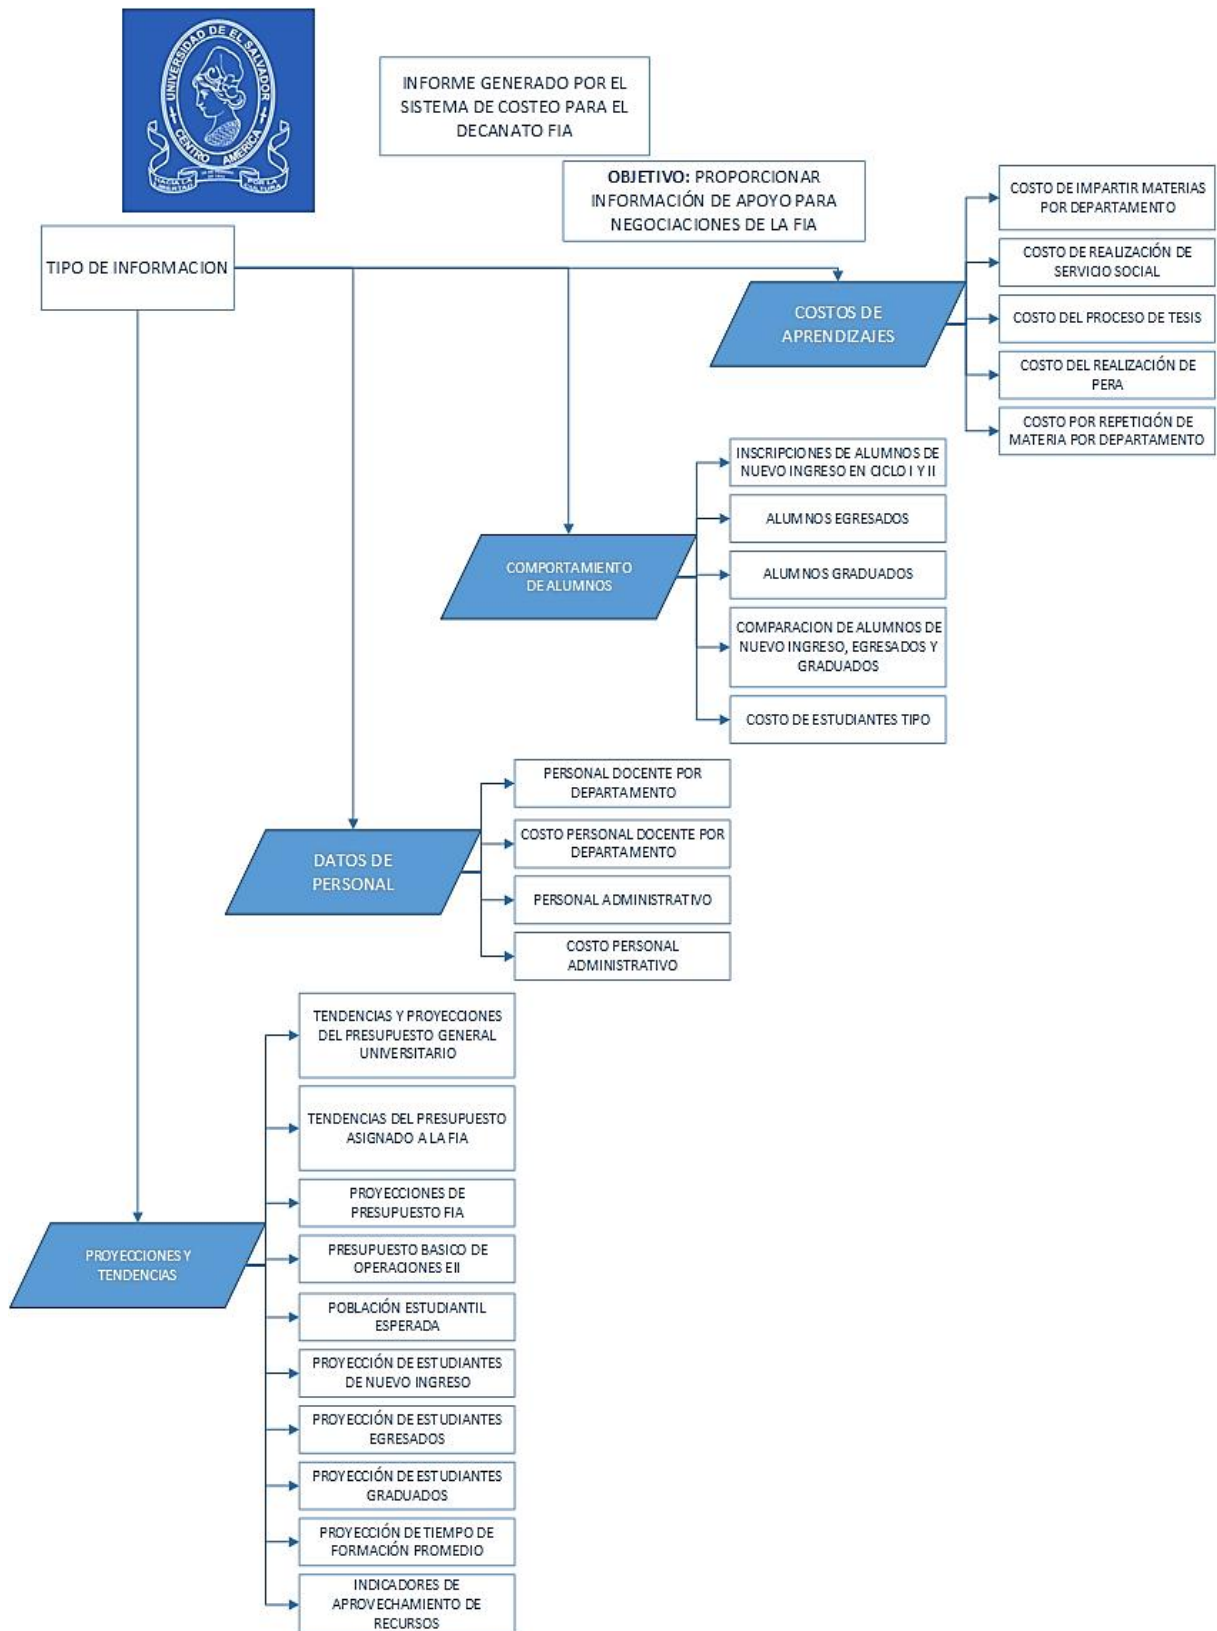 UNIVERSIDAD DE EL SALVADOR
CENTRO AMERICA
HACIA LA
LIBERTAD
POR LA
CULTURA
INFORME GENERADO POR EL
SISTEMA DE COSTEO PARA EL
DECANATO FIA
OBJETIVO: PROPORCIONAR
INFORMACIÓN DE APOYO PARA
NEGOCIACIONES DE LA FIA
TIPO DE INFORMACION
COSTOS DE
APRENDIZAJES
COSTO DE IMPARTIR MATERIAS
POR DEPARTAMENTO
COSTO DE REALIZACIÓN DE
SERVICIO SOCIAL
COSTO DEL PROCESO DE TESIS
COSTO DEL REALIZACIÓN DE
PERA
COSTO POR REPETICIÓN DE
MATERIA POR DEPARTAMENTO
COMPORTAMIENTO
DE ALUMNOS
INSCRIPCIONES DE ALUMNOS DE
NUEVO INGRESO EN CICLO I Y II
ALUMNOS EGRESADOS
ALUMNOS GRADUADOS
COMPARACION DE ALUMNOS DE
NUEVO INGRESO, EGRESADOS Y
GRADUADOS
COSTO DE ESTUDIANTES TIPO
DATOS DE
PERSONAL
PERSONAL DOCENTE POR
DEPARTAMENTO
COSTO PERSONAL DOCENTE POR
DEPARTAMENTO
PERSONAL ADMINISTRATIVO
COSTO PERSONAL
ADMINISTRATIVO
PROYECCIONES Y
TENDENCIAS
TENDENCIAS Y PROYECCIONES
DEL PRESUPUESTO GENERAL
UNIVERSITARIO
TENDENCIAS DEL PRESUPUESTO
ASIGNADO A LA FIA
PROYECCIONES DE
PRESUPUESTO FIA
PRESUPUESTO BASICO DE
OPERACIONES EII
POBLACIÓN ESTUDIANTIL
ESPERADA
PROYECCIÓN DE ESTUDIANTES
DE NUEVO INGRESO
PROYECCIÓN DE ESTUDIANTES
EGRESADOS
PROYECCIÓN DE ESTUDIANTES
GRADUADOS
PROYECCIÓN DE TIEMPO DE
FORMACIÓN PROMEDIO
INDICADORES DE
APROVECHAMIENTO DE
RECURSOS